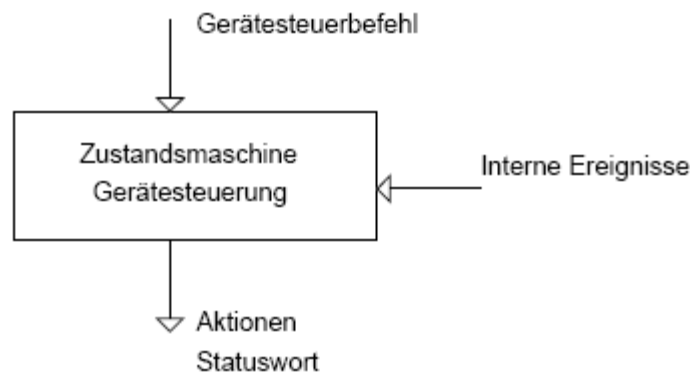 Gerätesteuerbefehl
Zustandsmaschine
Gerätesteuerung
Interne Ereignisse
Aktionen
Statuswort